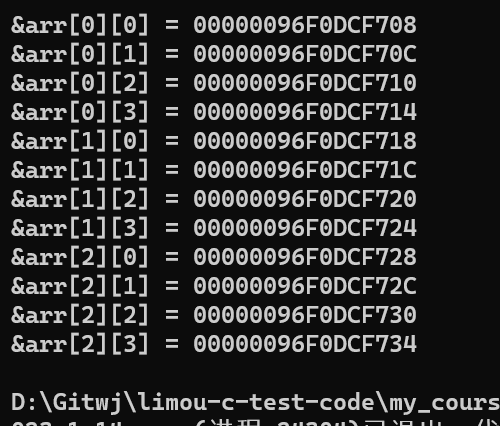 &arr[0][0] = 00000096F0DCF708
&arr[0][1] = 00000096F0DCF70C
&arr[0][2] = 00000096F0DCF710
&arr[0][3] = 00000096F0DCF714
&arr[1][0] = 00000096F0DCF718
&arr[1][1] = 00000096F0DCF71C
&arr[1][2] = 00000096F0DCF720
&arr[1][3] = 00000096F0DCF724
&arr[2][0] = 00000096F0DCF728
&arr[2][1] = 00000096F0DCF72C
&arr[2][2] = 00000096F0DCF730
&arr[2][3] = 00000096F0DCF734
D:\Gitwj\limou-c-test-code\my_cours